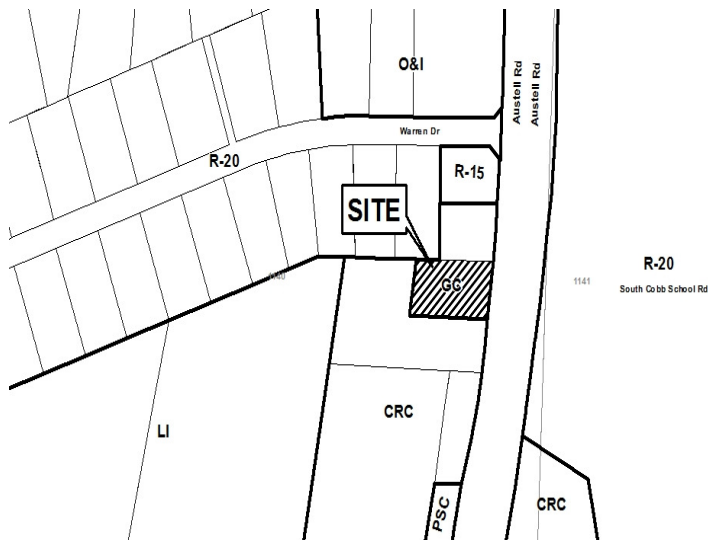 O&I
Austell Rd
Austell Rd
Warren Dr
R-20
R-15
SITE
R-20
1141
South Cobb School Rd
GC
CRC
LI
PSC
CRC